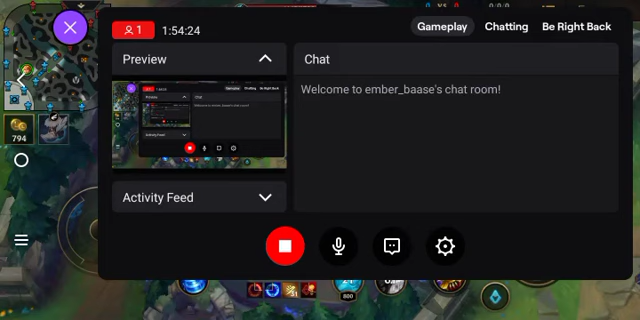 1
1:54:24
Gameplay
Chatting
Be Right Back
Preview
Chat
Welcome to ember_baase's chat room!
794
Activity Feed
800